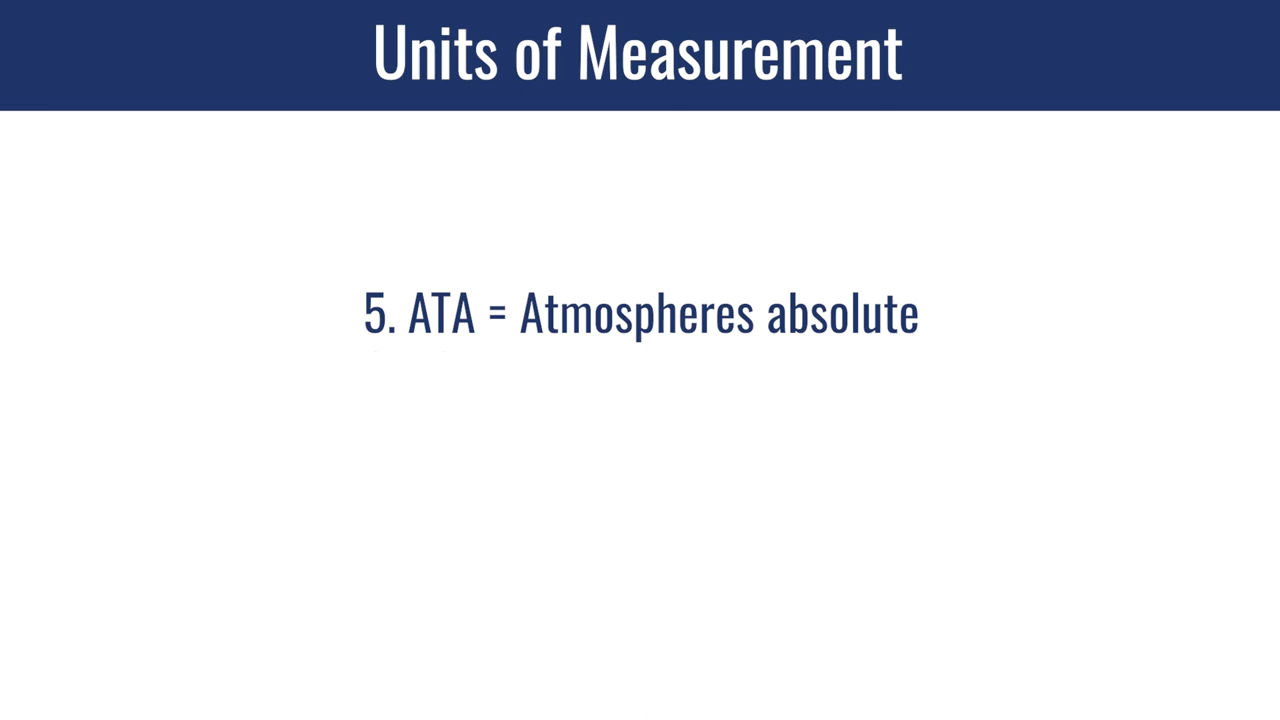 Units of Measurement
5. ATA = Atmospheres absolute